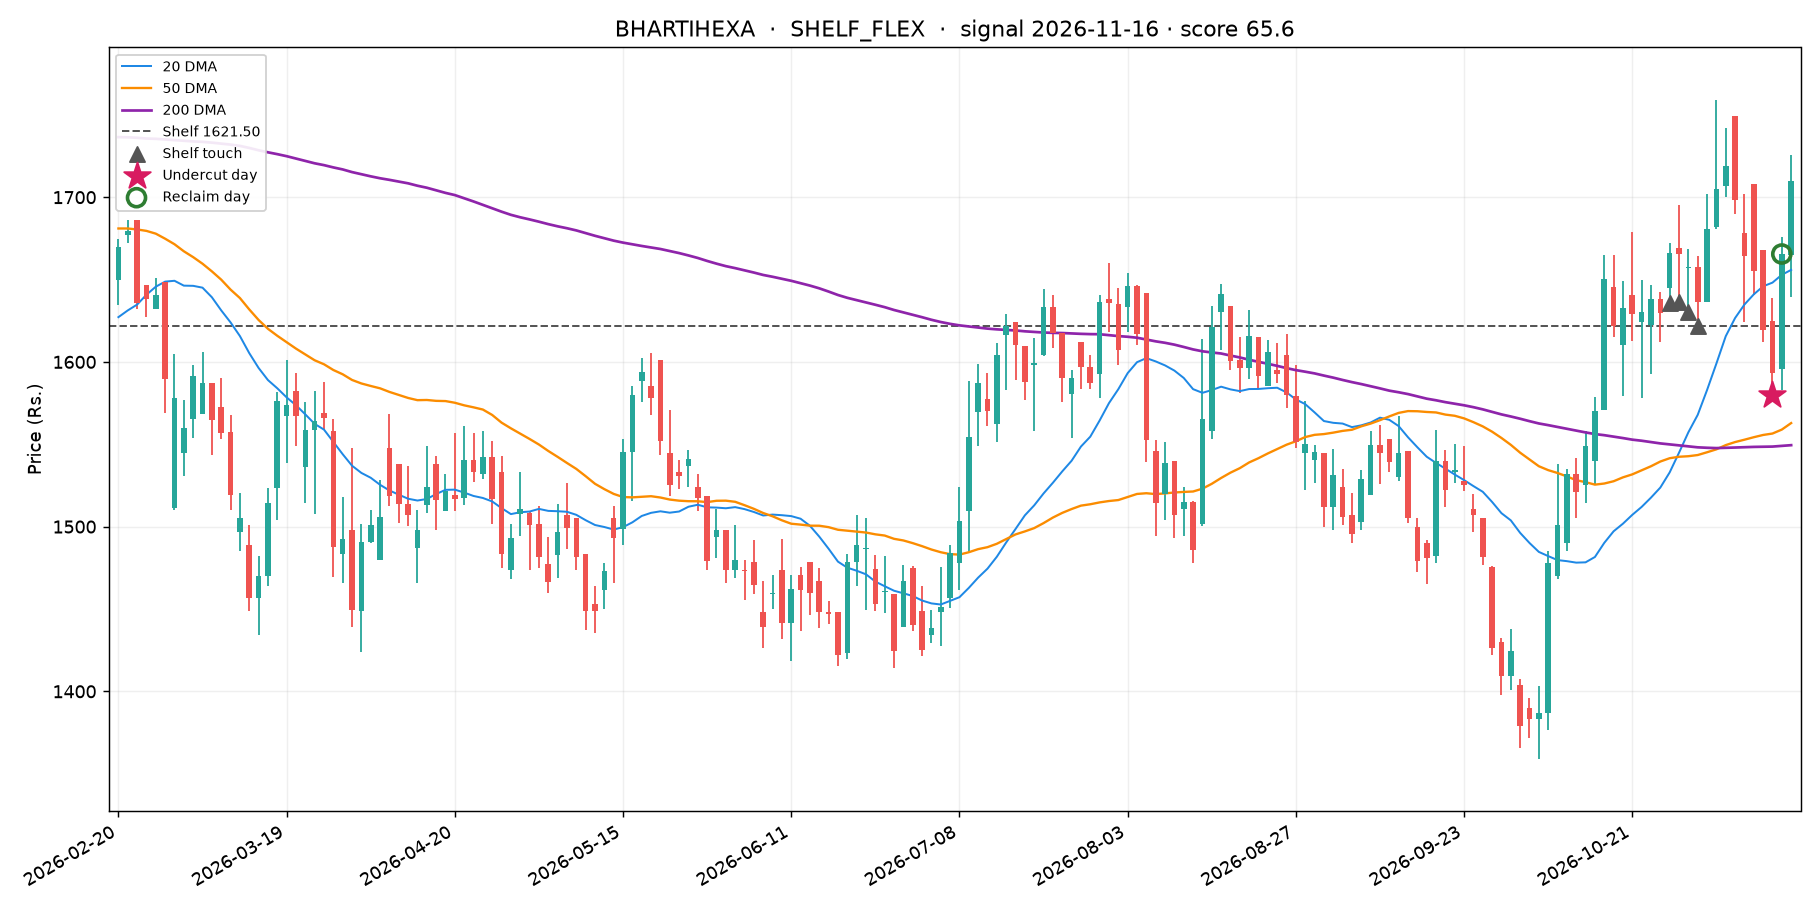 BHARTIHEXA · SHELF_FLEX · signal 2026-11-16 · score 65.6
20 DMA
50 DMA
200 DMA
Shelf 1621.50
Shelf touch
Undercut day
Reclaim day
Price (Rs.)
1700
1600
1500
1400
2026-02-20
2026-03-19
2026-04-20
2026-05-15
2026-06-11
2026-07-08
2026-08-03
2026-08-27
2026-09-23
2026-10-21